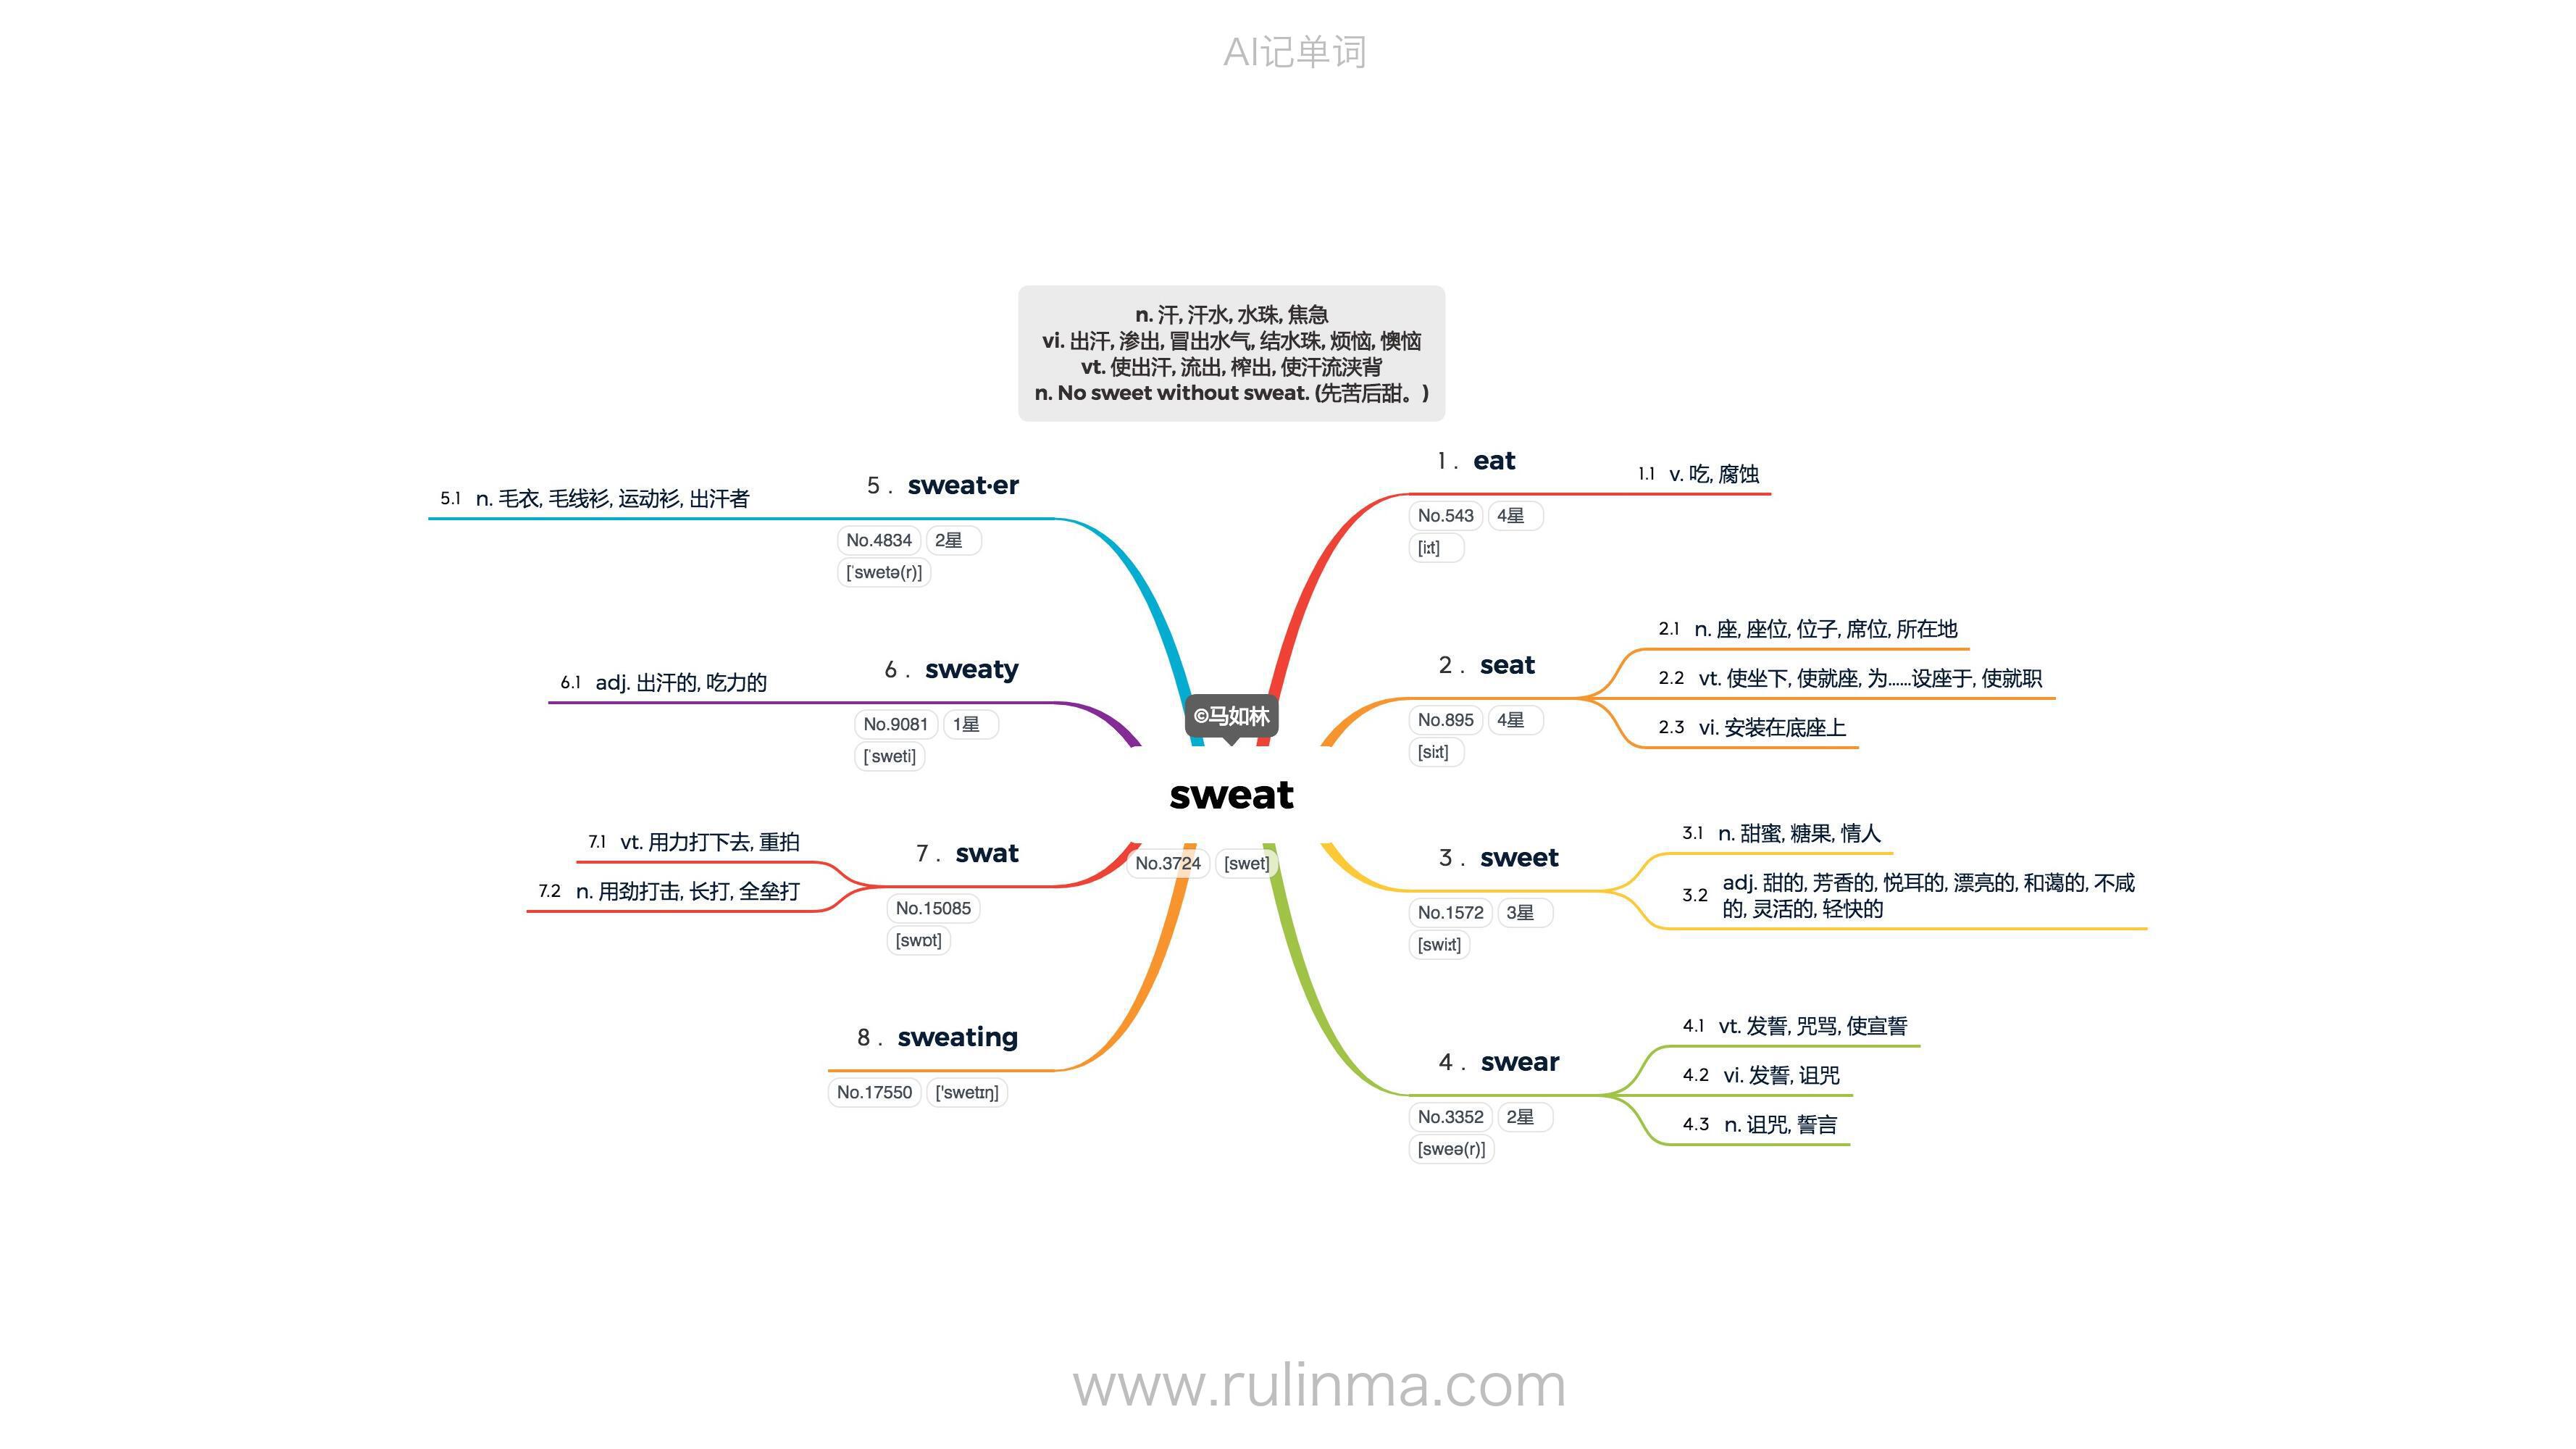 AI记单词
n. 汗, 汗水, 水珠, 焦急
vi. 出汗, 渗出, 冒出水气, 结水珠, 烦恼, 懊恼
vt. 使出汗, 流出, 榨出, 使汗流浃背
n. No sweet without sweat. (先苦后甜。)
©马如林
sweat
No.3724 [swet]
1. eat
No.543 4星
[iːt]
1.1 v. 吃, 腐蚀
2. seat
No.895 4星
[siːt]
2.1 n. 座, 座位, 位子, 席位, 所在地
2.2 vt. 使坐下, 使就座, 为......设座于, 使就职
2.3 vi. 安装在底座上
3. sweet
No.1572 3星
[swiːt]
3.1 n. 甜蜜, 糖果, 情人
3.2 adj. 甜的, 芳香的, 悦耳的, 漂亮的, 和蔼的, 不咸
的, 灵活的, 轻快的
4. swear
No.3352 2星
[sweə(r)]
4.1 vt. 发誓, 咒骂, 使宣誓
4.2 vi. 发誓, 诅咒
4.3 n. 诅咒, 誓言
5. sweat·er
No.4834 2星
[ˈswetə(r)]
5.1 n. 毛衣, 毛线衫, 运动衫, 出汗者
6. sweaty
No.9081 1星
[ˈsweti]
6.1 adj. 出汗的, 吃力的
7. swat
No.15085
[swɒt]
7.1 vt. 用力打下去, 重拍
7.2 n. 用劲打击, 长打, 全垒打
8. sweating
No.17550 ['swetɪŋ]
www.rulinma.com